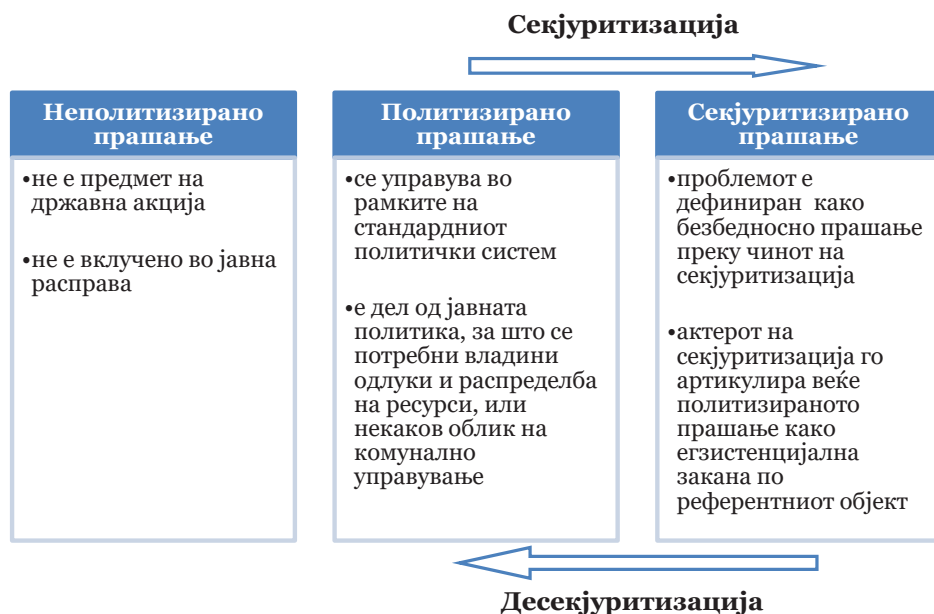 Секјуритизација
Неполитизирано
прашање
•не е предмет на
државна акција
•не е вклучено во јавна
расправа
Политизирано
прашање
•се управува во
рамките на
стандардниот
политички систем
•е дел од јавната
политика, за што се
потребни владини
одлуки и распределба
на ресурси, или
некаков облик на
комунално
управување
Секјуритизирано
прашање
•проблемот е
дефиниран како
безбедносно прашање
преку чинот на
секјуритизација
•актерот на
секјуритизација го
артикулира веќе
политизираното
прашање како
егзистенцијална
закана по
референтниот објект
Десекјуритизација